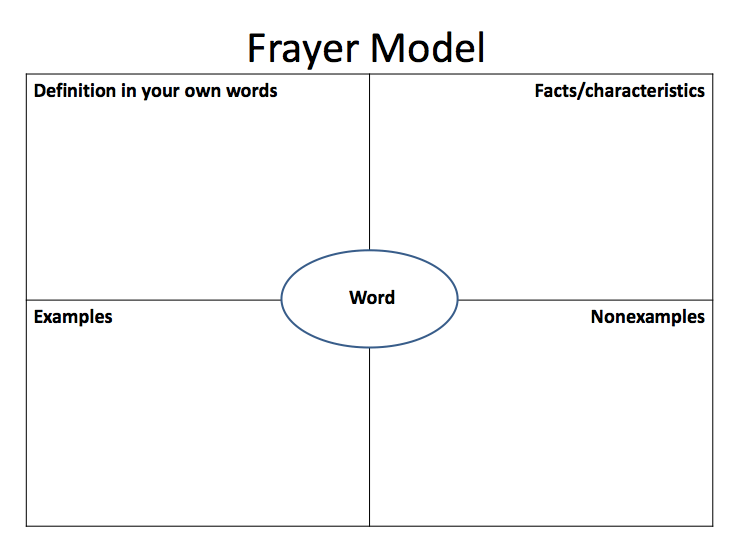 Frayer Model
Definition in your own words
Facts/characteristics
Word
Examples
Nonexamples